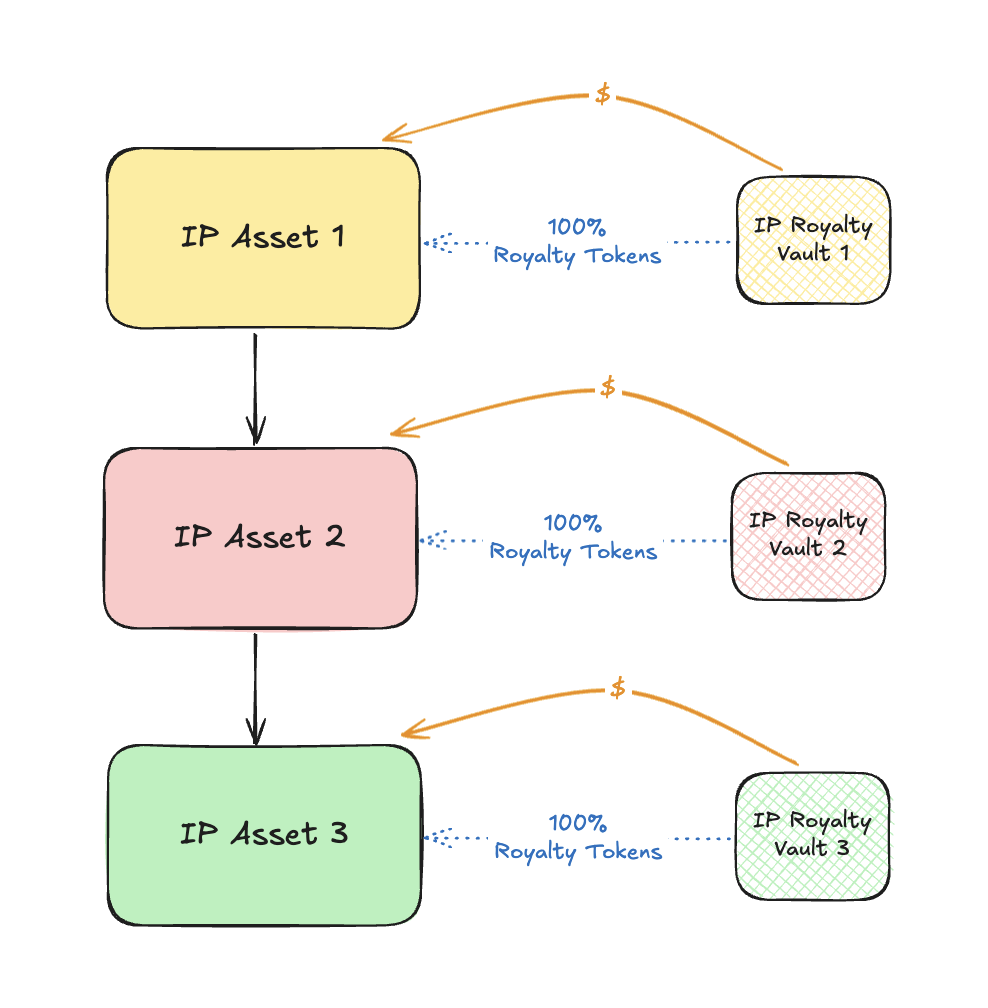 $
IP Asset 1
100%
Royalty Tokens
IP Royalty
Vault 1
$
IP Asset 2
100%
Royalty Tokens
IP Royalty
Vault 2
$
IP Asset 3
100%
Royalty Tokens
IP Royalty
Vault 3